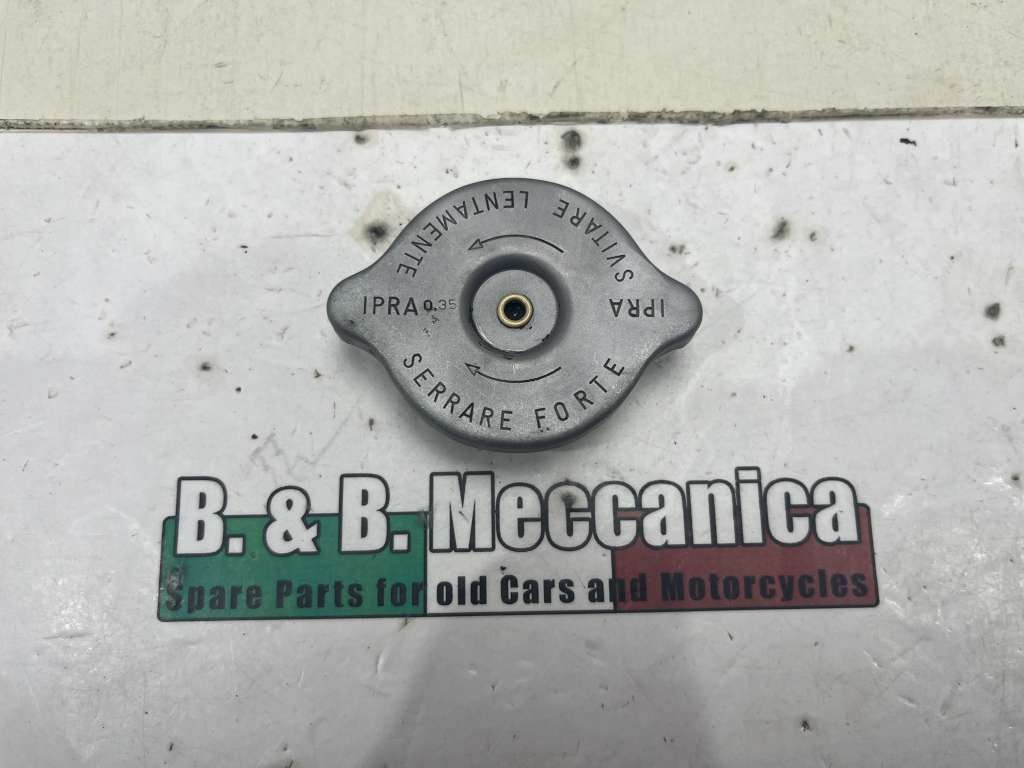 SVITARE LENTAMENTE
IPRA 0.35
IPRA
SERRARE FORTE
B. & B. Meccanica
Spare Parts for old Cars and Motorcycles